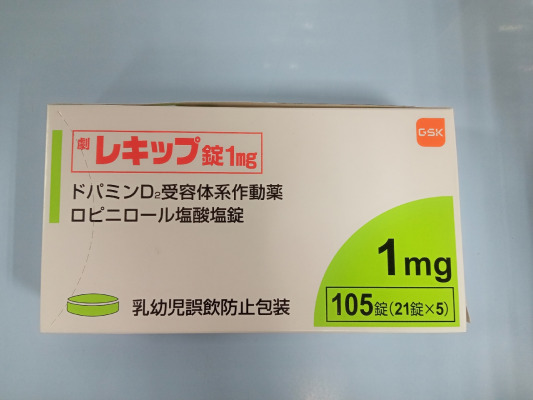 GSK
劇 レキップ錠1mg
ドパミンD₂受容体系作動薬
ロピニロール塩酸塩錠
1mg
105錠(21錠×5)
乳幼児誤飲防止包装